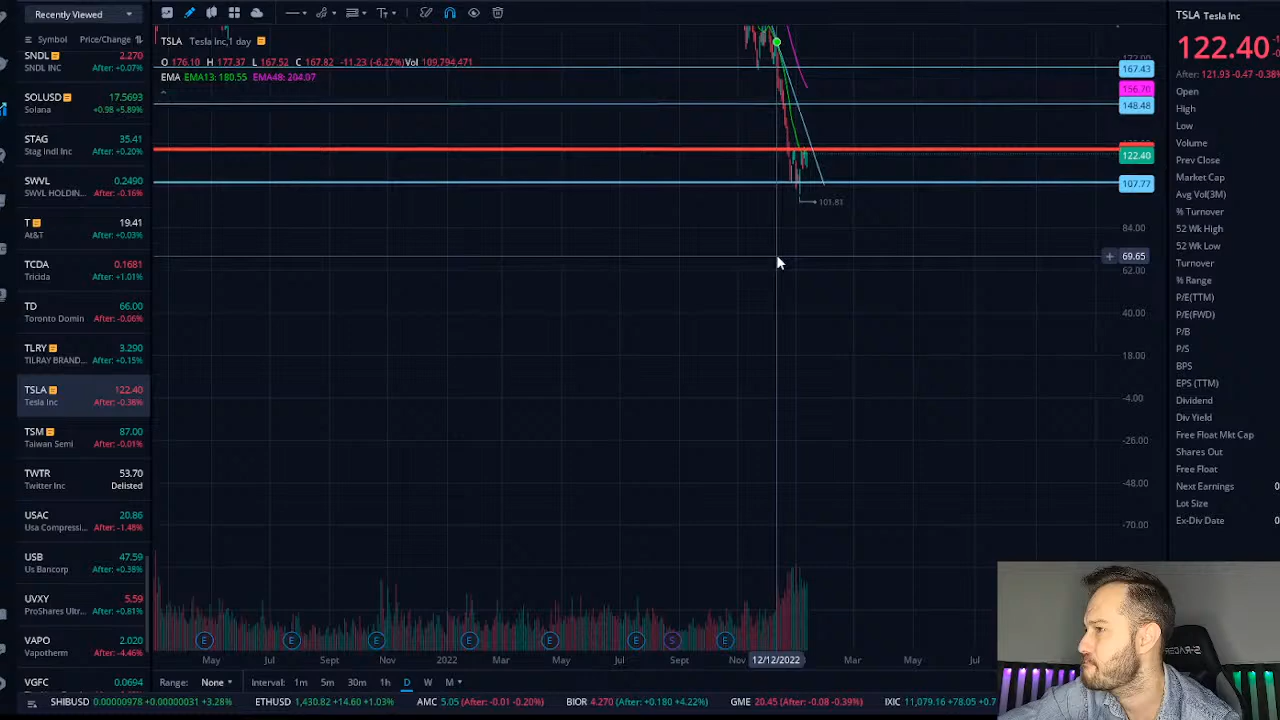 Recently Viewed
Symbol Price/Change
SNDL 2.270
SNDL INC After: +0.07%
SOLUSD 17.5693
Solana +0.98 +5.89%
STAG 35.41
Stag Indl Inc After: +0.20%
SWVL 0.2490
SWVL HOLDIN... After: -0.16%
T 19.41
At&T After: +0.03%
TCDA 0.1681
Tricida After: +1.01%
TD 66.00
Toronto Domin After: -0.06%
TLRY 3.290
TILRAY BRAND... After: +0.15%
TSLA 122.40
Tesla Inc After: -0.38%
TSM 87.00
Taiwan Semi After: -0.01%
TWTR 53.70
Twitter Inc Delisted
USAC 20.86
Usa Compressi... After: -1.48%
USB 47.59
Us Bancorp After: +0.38%
UVXY 5.59
ProShares Ultr... After: +0.81%
VAPO 2.020
Vapotherm After: -4.46%
VGFC 0.0694
TSLA Tesla Inc, 1 day
O 176.10 H 177.37 L 167.52 C 167.82 -11.23 (-6.27%) Vol 109,794,471
EMA EMA13: 180.55 EMA48: 204.07
101.81
167.43
156.70
148.48
122.40
107.77
84.00
69.65
62.00
40.00
18.00
-4.00
-26.00
-48.00
-70.00
E E E E E E S E
May Jul Sept Nov 2022 Mar May Jul Sept Nov 12/12/2022 Mar May Jul
Range: None Interval: 1m 5m 30m 1h D W M
SHIBUSD 0.00000978 +0.00000031 +3.28% ETHUSD 1,430.82 +14.60 +1.03% AMC 5.05 (After: -0.01 -0.20%) BIOR 4.270 (After: +0.180 +4.22%) GME 20.45 (After: -0.08 -0.39%) IXIC 11,079.16 +78.05 +0.7
TSLA Tesla Inc
122.40
After: 121.93 -0.47 -0.38%
Open
High
Low
Volume
Prev Close
Market Cap
Avg Vol(3M)
% Turnover
52 Wk High
52 Wk Low
Turnover
% Range
P/E(TTM)
P/E(FWD)
P/B
P/S
BPS
EPS (TTM)
Dividend
Div Yield
Free Float Mkt Cap
Shares Out
Free Float
Next Earnings
Lot Size
Ex-Div Date